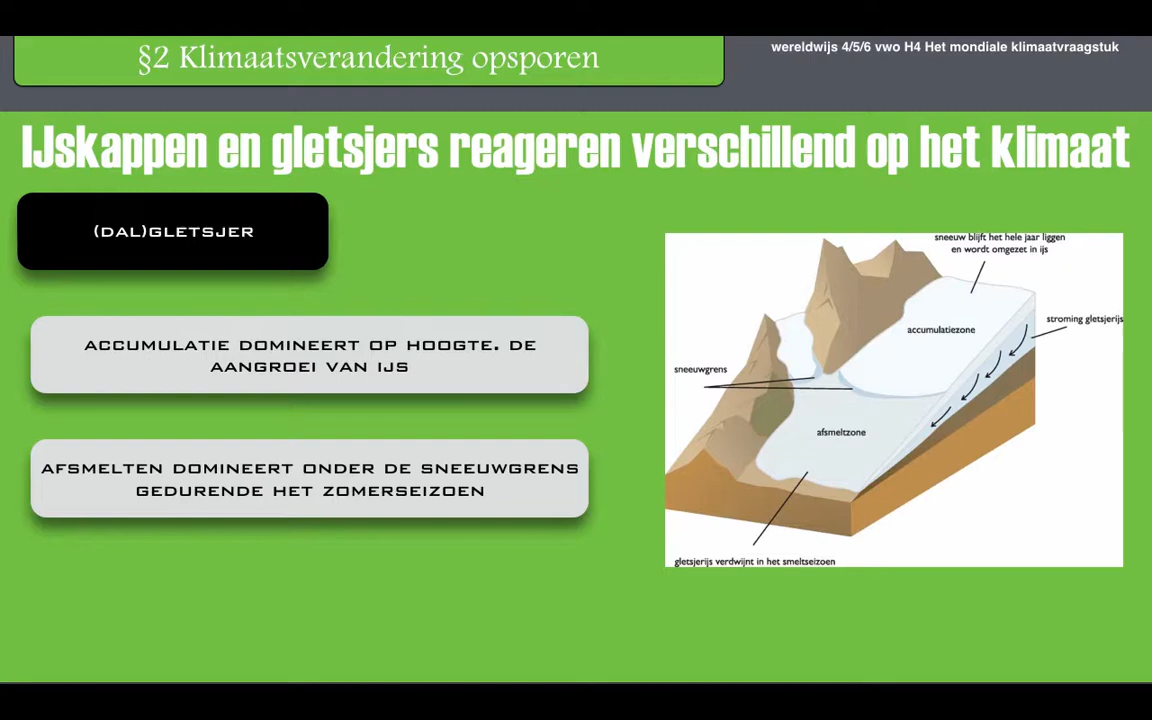 §2 Klimaatsverandering opsporen
wereldwijs 4/5/6 vwo H4 Het mondiale klimaatvraagstuk
IJskappen en gletsjers reageren verschillend op het klimaat
(DAL)GLETSJER
ACCUMULATIE DOMINEERT OP HOOGTE. DE
AANGROEI VAN IJS
AFSMELTEN DOMINEERT ONDER DE SNEEUWGRENS
GEDURENDE HET ZOMERSEIZOEN
sneeuw blijft het hele jaar liggen
en wordt omgezet in ijs
stroming gletsjerijs
accumulatiezone
sneeuwgrens
afsmeltzone
gletsjerijs verdwijnt in het smeltseizoen